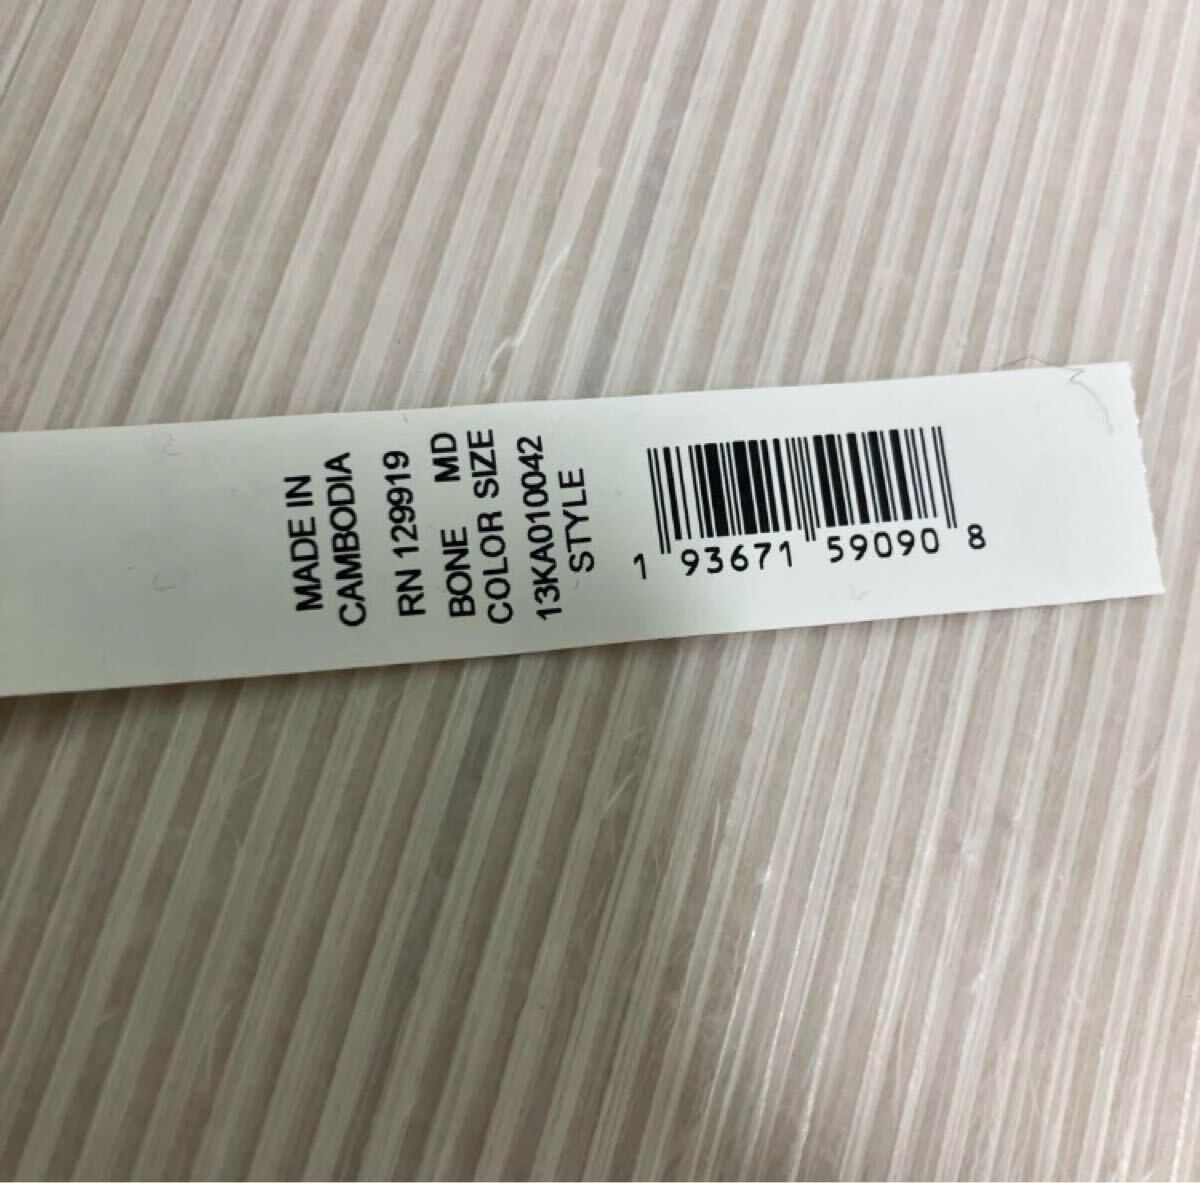 MADE IN
CAMBODIA
RN 129919
BONE MD
COLOR SIZE
13KA010042
STYLE
1 93671 59090 8